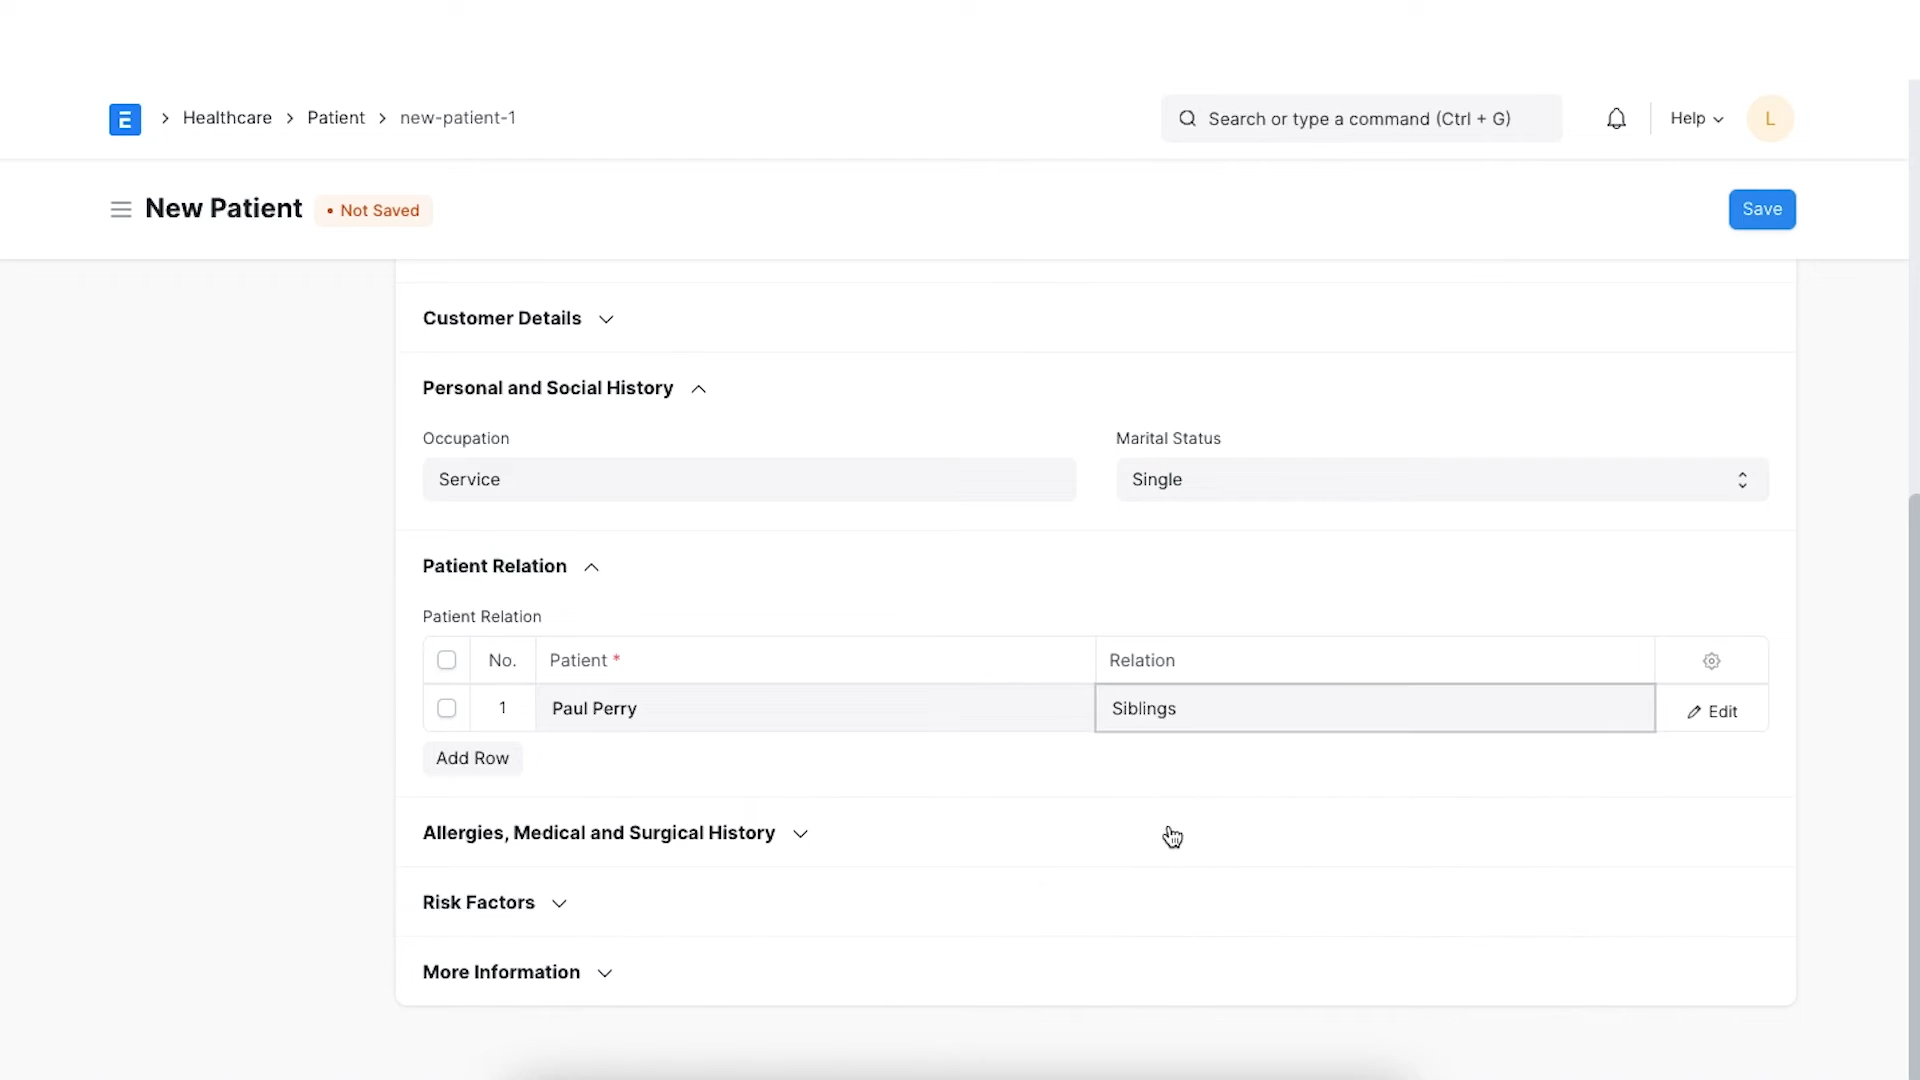 E > Healthcare > Patient > new-patient-1 Search or type a command (Ctrl + G) Help L
New Patient • Not Saved Save
Customer Details
Personal and Social History
Occupation Marital Status
Service Single
Patient Relation
Patient Relation
No. Patient * Relation
1 Paul Perry Siblings Edit
Add Row
Allergies, Medical and Surgical History
Risk Factors
More Information